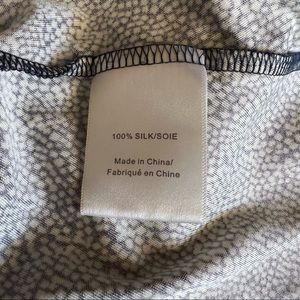 100% SILK/SOIE
Made in China/
Fabriqué en Chine